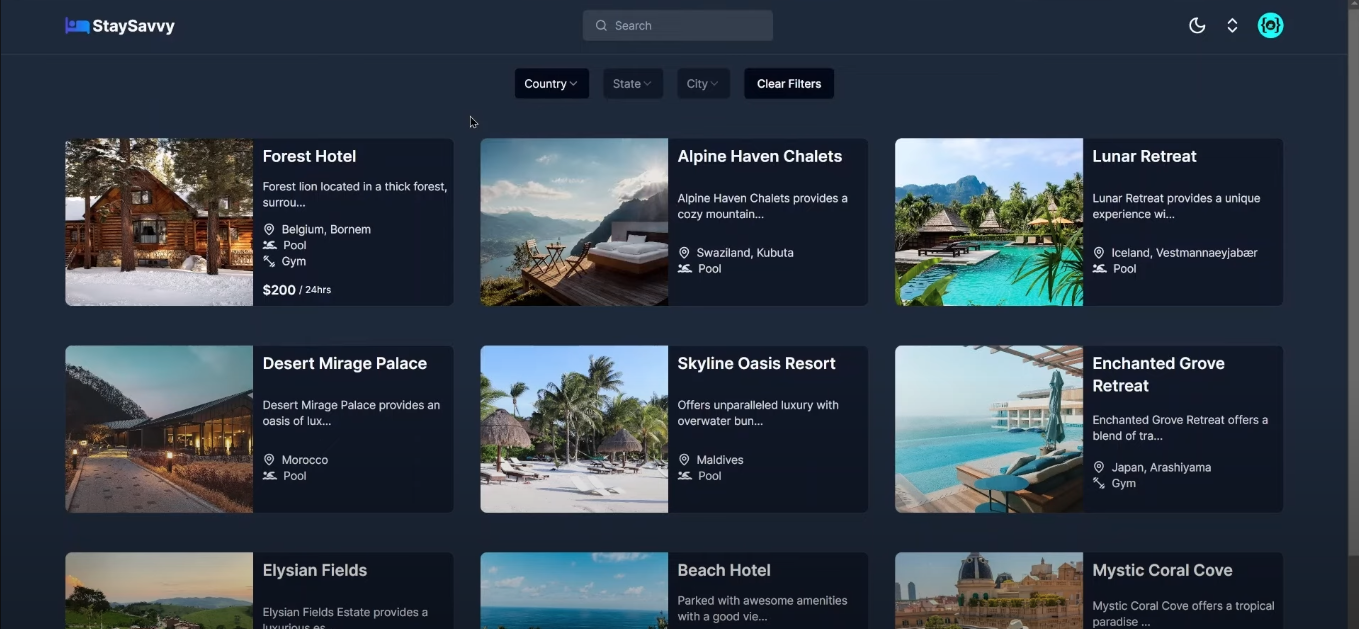 StaySavvy
Search
Country
State
City
Clear Filters
Forest Hotel
Forest lion located in a thick forest,
surrou...
Belgium, Bornem
Pool
Gym
$200 / 24hrs
Alpine Haven Chalets
Alpine Haven Chalets provides a
cozy mountain...
Swaziland, Kubuta
Pool
Lunar Retreat
Lunar Retreat provides a unique
experience wi...
Iceland, Vestmannaeyjabær
Pool
Desert Mirage Palace
Desert Mirage Palace provides an
oasis of lux...
Morocco
Pool
Skyline Oasis Resort
Offers unparalleled luxury with
overwater bun...
Maldives
Pool
Enchanted Grove
Retreat
Enchanted Grove Retreat offers a
blend of tra...
Japan, Arashiyama
Gym
Elysian Fields
Elysian Fields Estate provides a
luxurious es...
Beach Hotel
Parked with awesome amenities
with a good vie...
Mystic Coral Cove
Mystic Coral Cove offers a tropical
paradise ...